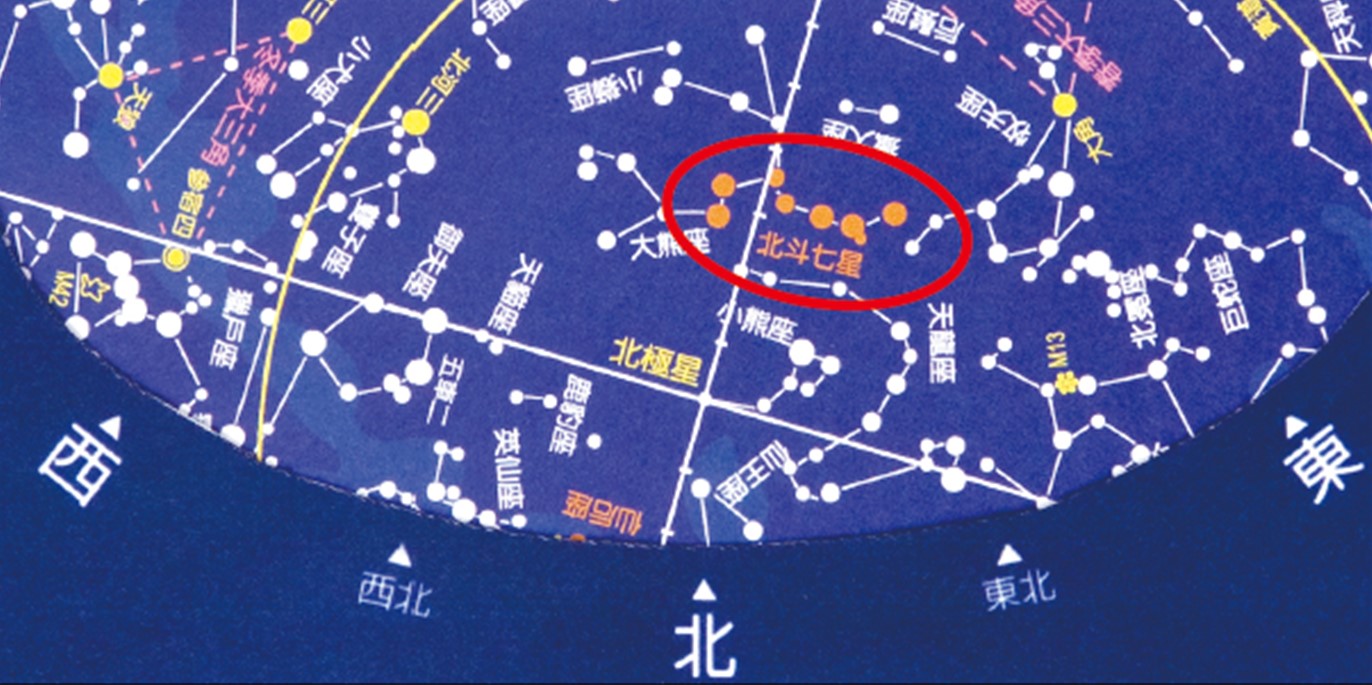 冬季大三角
天狼
參宿四
小犬座
北河三
雙子座
御夫座
天貓座
小獅座
獵犬座
后髮座
春季大三角
牧夫座
大角
黃道
大熊座
北斗七星
小熊座
天龍座
北冕座
巨蛇座
M13
M42
獵戶座
五車二
北極星
鹿豹座
英仙座
仙后座
仙王座
西
西北
北
東北
東